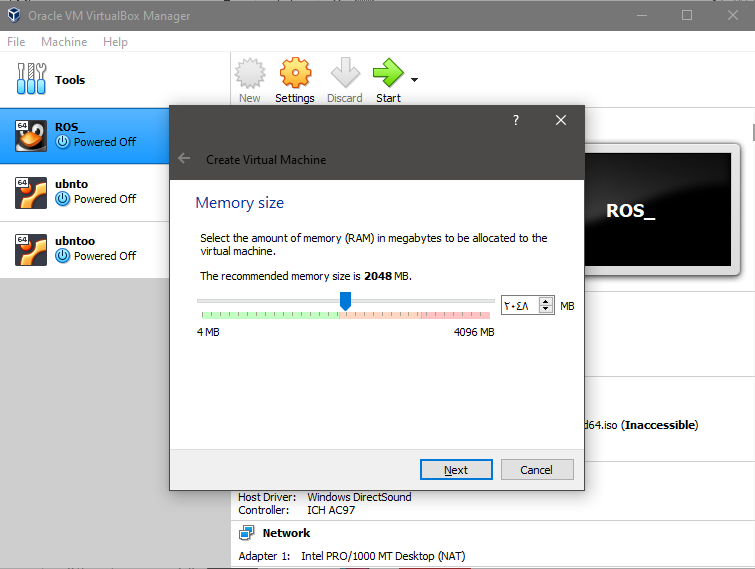 Oracle VM VirtualBox Manager
File Machine Help
Tools
New Settings Discard Start
64
ROS_
Powered Off
64
ubnto
Powered Off
64
ubntoo
Powered Off
?
Create Virtual Machine
Memory size
Select the amount of memory (RAM) in megabytes to be allocated to the
virtual machine.
The recommended memory size is 2048 MB.
٢٠٤٨ MB
4 MB 4096 MB
Next Cancel
ROS_
d64.iso (Inaccessible)
Host Driver: Windows DirectSound
Controller: ICH AC97
Network
Adapter 1: Intel PRO/1000 MT Desktop (NAT)